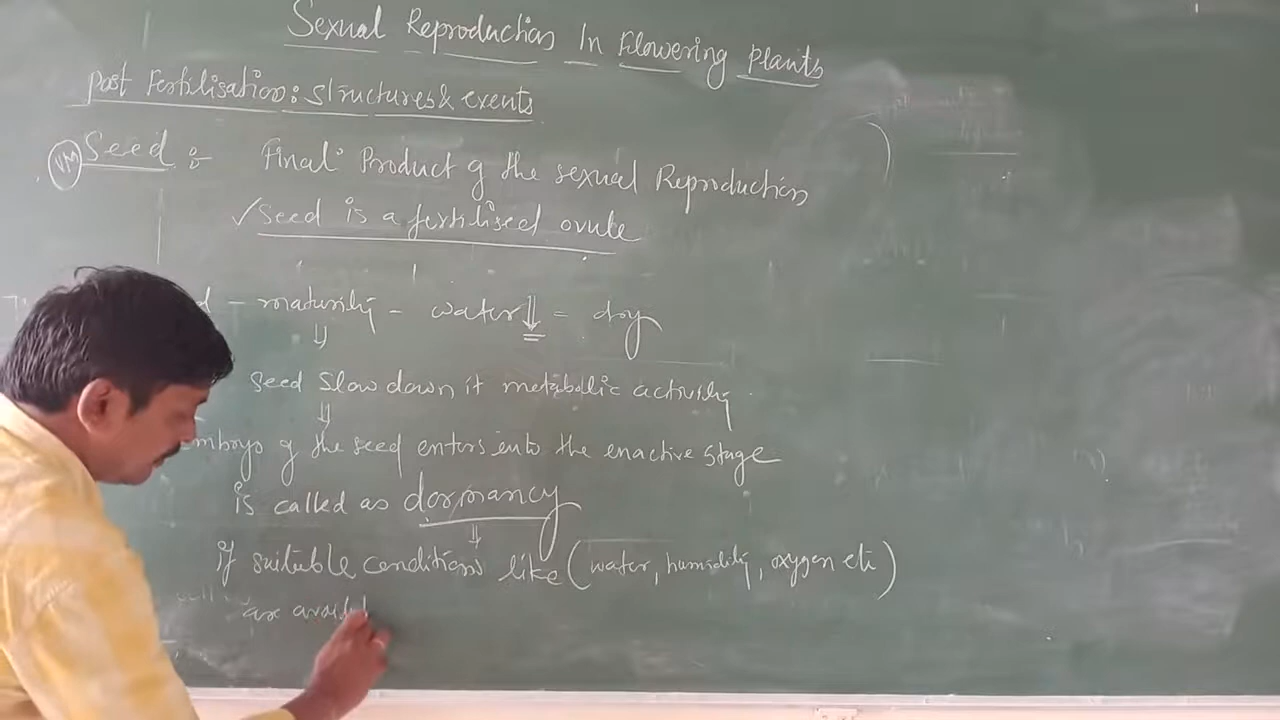 Sexual Reproduction In Flowering Plants
Post Fertilisation: Structures & events
VM Seed :- Final Product of the sexual Reproduction
✓ Seed is a fertilised ovule
d - maturity - water ⇓ = dry
⇓
seed slow down it metabolic activity
⇓
embryo of the seed enters into the enactive stage
is called as dormancy
⇓
if suitable conditions like (water, humidity, oxygen etc)
are